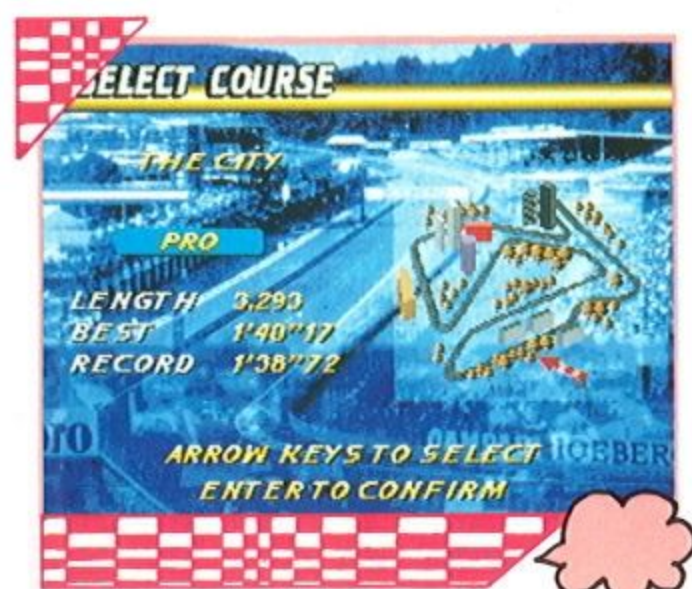 SELECT COURSE
THE CITY
PRO
LENGTH 3,293
BEST 1'40"17
RECORD 1'38"72
ARROW KEYS TO SELECT
ENTER TO CONFIRM